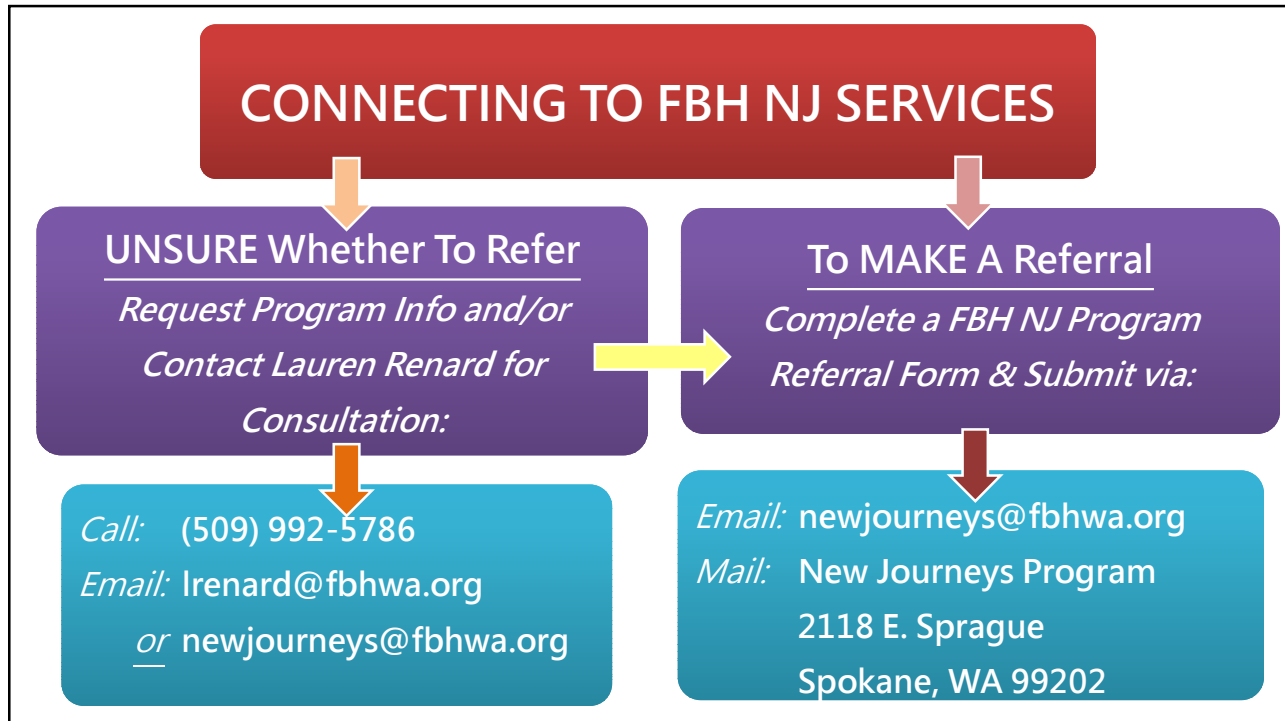 CONNECTING TO FBH NJ SERVICES
UNSURE Whether To Refer
Request Program Info and/or
Contact Lauren Renard for
Consultation:
To MAKE A Referral
Complete a FBH NJ Program
Referral Form & Submit via:
Call: (509) 992-5786
Email: lrenard@fbhwa.org
or newjourneys@fbhwa.org
Email: newjourneys@fbhwa.org
Mail: New Journeys Program
2118 E. Sprague
Spokane, WA 99202